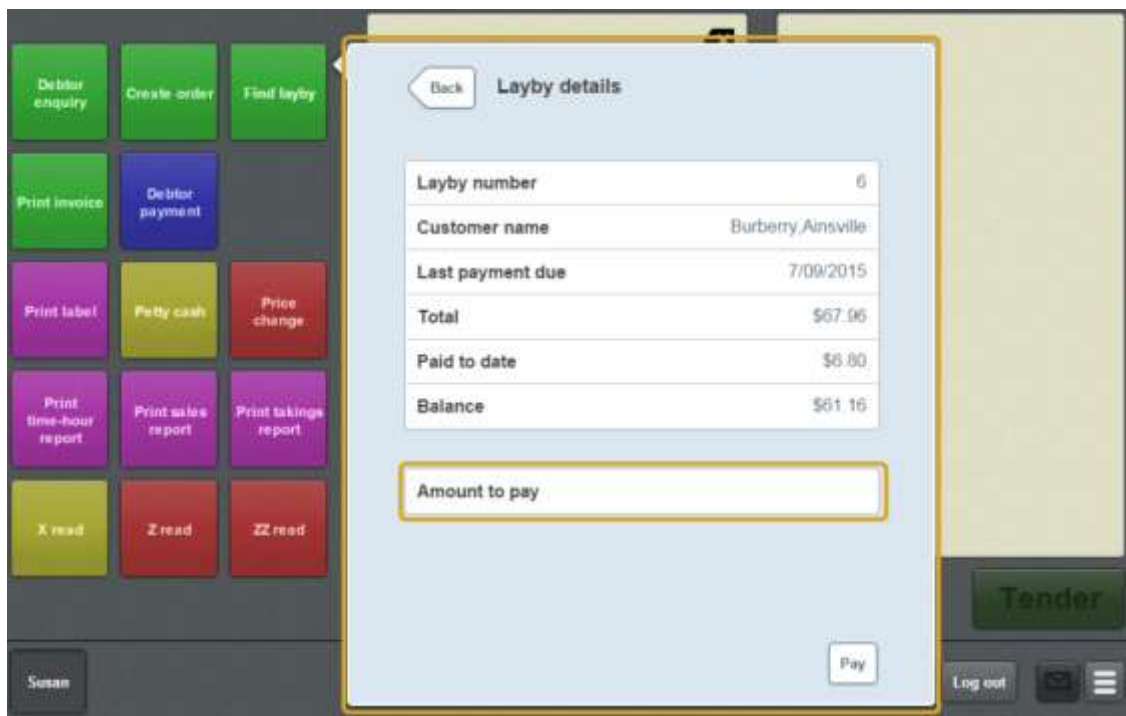 Debtor
enquiry
Create order
Find layby
Print invoice
Debtor
payment
Print label
Petty cash
Price
change
Print
time-hour
report
Print sales
report
Print takings
report
X read
Z read
ZZ read
Susan
Back
Layby details
Layby number 6
Customer name Burberry,Ainsville
Last payment due 7/09/2015
Total $67.96
Paid to date $6.80
Balance $61.16
Amount to pay
Pay
Tender
Log out